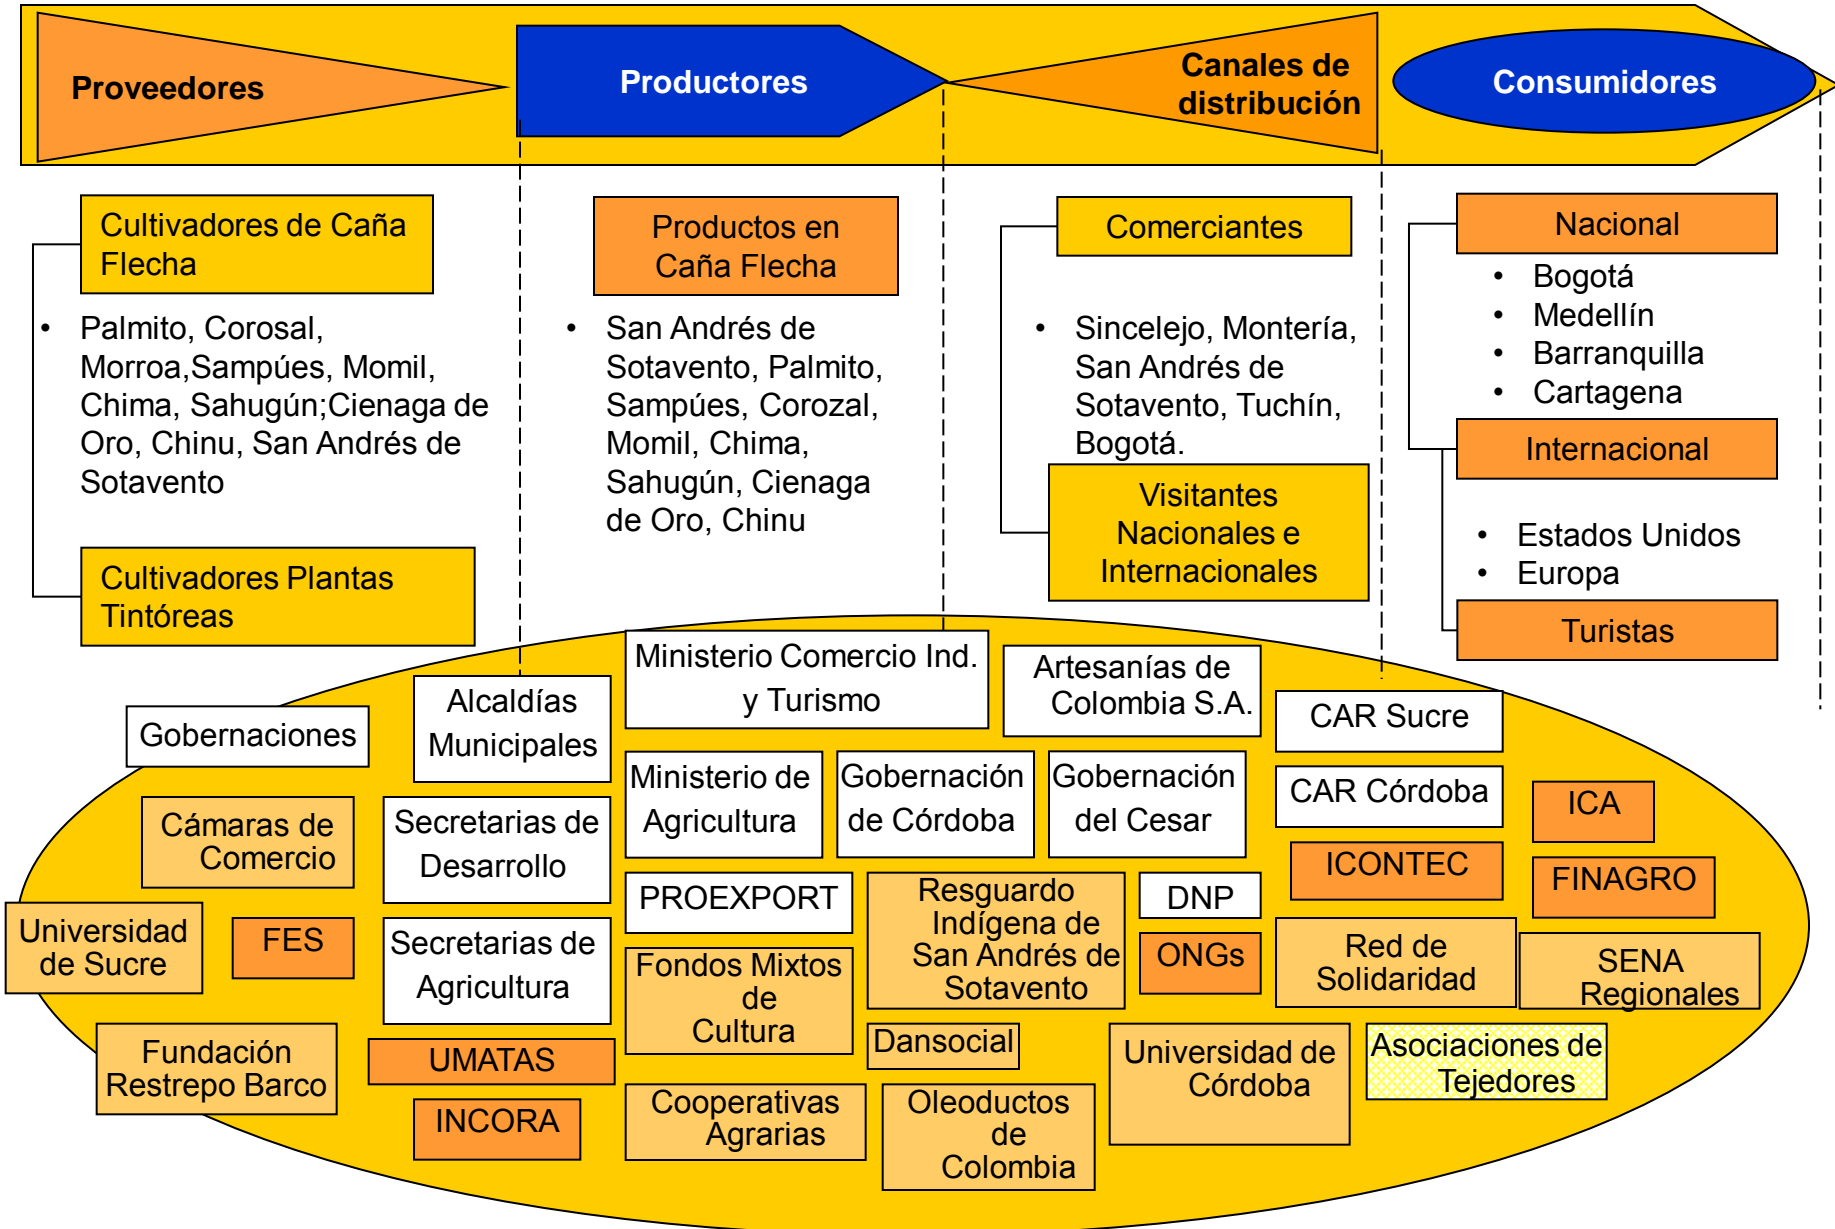 Proveedores
Productores
Canales de
distribución
Consumidores
Cultivadores de Caña
Flecha
• Palmito, Corosal,
Morroa,Sampúes, Momil,
Chima, Sahugún;Cienaga de
Oro, Chinu, San Andrés de
Sotavento
Cultivadores Plantas
Tintóreas
Productos en
Caña Flecha
• San Andrés de
Sotavento, Palmito,
Sampúes, Corozal,
Momil, Chima,
Sahugún, Cienaga
de Oro, Chinu
Comerciantes
• Sincelejo, Montería,
San Andrés de
Sotavento, Tuchín,
Bogotá.
Visitantes
Nacionales e
Internacionales
Nacional
• Bogotá
• Medellín
• Barranquilla
• Cartagena
Internacional
• Estados Unidos
• Europa
Turistas
Gobernaciones
Alcaldías
Municipales
Ministerio Comercio Ind.
y Turismo
Artesanías de
Colombia S.A.
CAR Sucre
Cámaras de
Comercio
Secretarias de
Desarrollo
Ministerio de
Agricultura
Gobernación
de Córdoba
Gobernación
del Cesar
CAR Córdoba
ICA
ICONTEC
FINAGRO
Universidad
de Sucre
FES
Secretarias de
Agricultura
PROEXPORT
Resguardo
Indígena de
San Andrés de
Sotavento
DNP
ONGs
Red de
Solidaridad
SENA
Regionales
Fondos Mixtos
de
Cultura
Fundación
Restrepo Barco
UMATAS
INCORA
Dansocial
Universidad de
Córdoba
Asociaciones de
Tejedores
Cooperativas
Agrarias
Oleoductos
de
Colombia